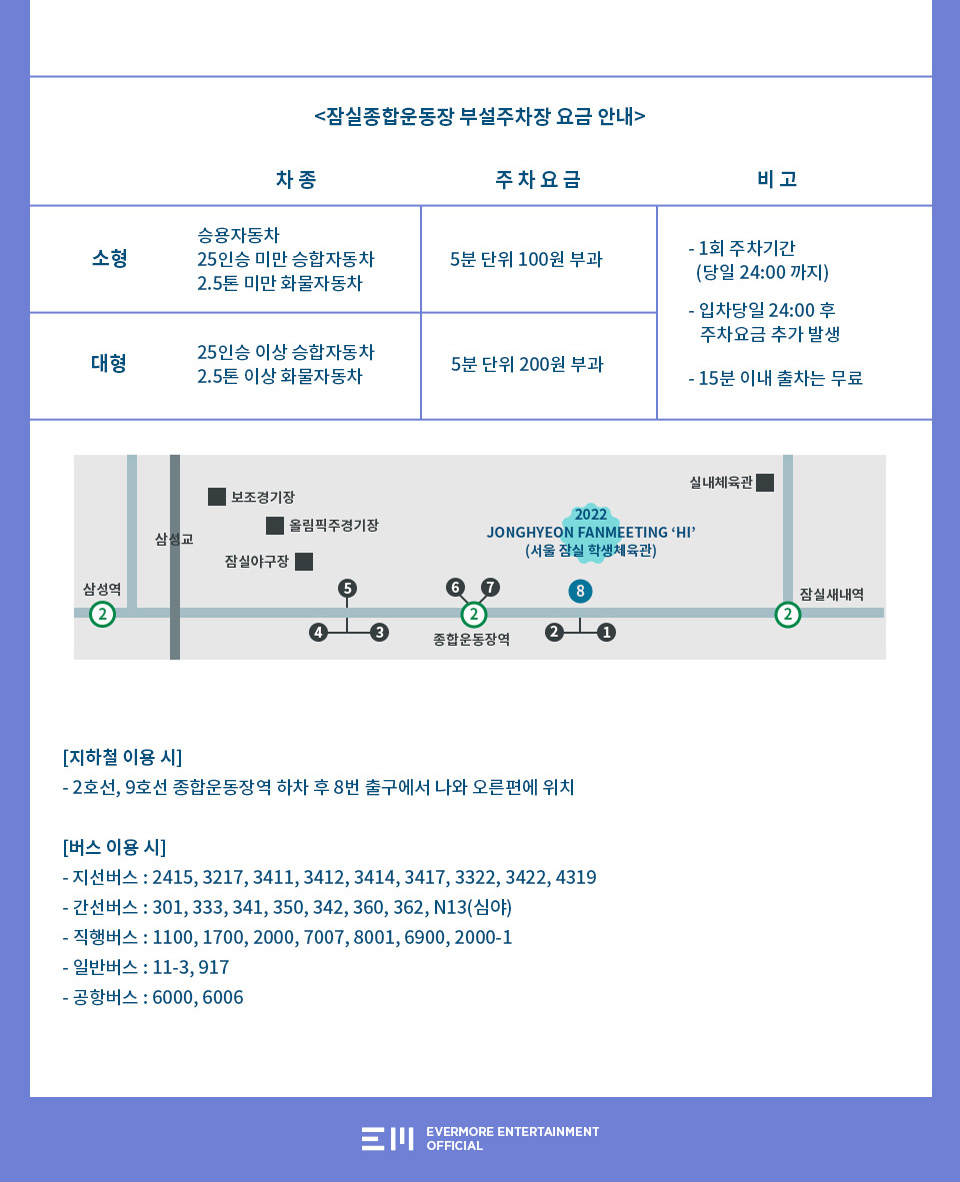 <잠실종합운동장 부설주차장 요금 안내>
차 종
주 차 요 금
비 고
소형
승용자동차
25인승 미만 승합자동차
2.5톤 미만 화물자동차
5분 단위 100원 부과
대형
25인승 이상 승합자동차
2.5톤 이상 화물자동차
5분 단위 200원 부과
- 1회 주차기간
(당일 24:00 까지)
- 입차당일 24:00 후
주차요금 추가 발생
- 15분 이내 출차는 무료
보조경기장
올림픽주경기장
삼성교
잠실야구장
실내체육관
2022
JONGHYEON FANMEETING ‘HI’
(서울 잠실 학생체육관)
삼성역
2
5
4
3
6
7
2
종합운동장역
8
2
1
잠실새내역
2
[지하철 이용 시]
- 2호선, 9호선 종합운동장역 하차 후 8번 출구에서 나와 오른편에 위치
[버스 이용 시]
- 지선버스 : 2415, 3217, 3411, 3412, 3414, 3417, 3322, 3422, 4319
- 간선버스 : 301, 333, 341, 350, 342, 360, 362, N13(심야)
- 직행버스 : 1100, 1700, 2000, 7007, 8001, 6900, 2000-1
- 일반버스 : 11-3, 917
- 공항버스 : 6000, 6006
EVERMORE ENTERTAINMENT
OFFICIAL